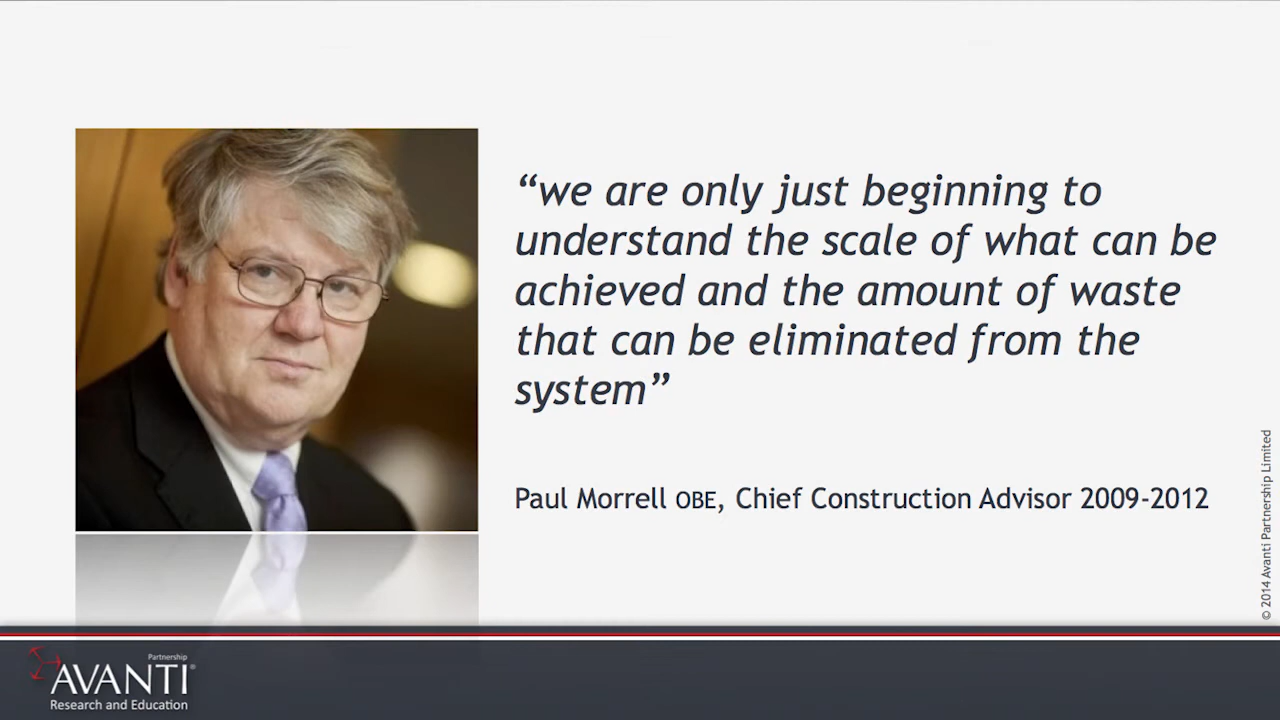 “we are only just beginning to
understand the scale of what can be
achieved and the amount of waste
that can be eliminated from the
system”
Paul Morrell OBE, Chief Construction Advisor 2009-2012
© 2014 Avanti Partnership Limited
Partnership
AVANTI®
Research and Education